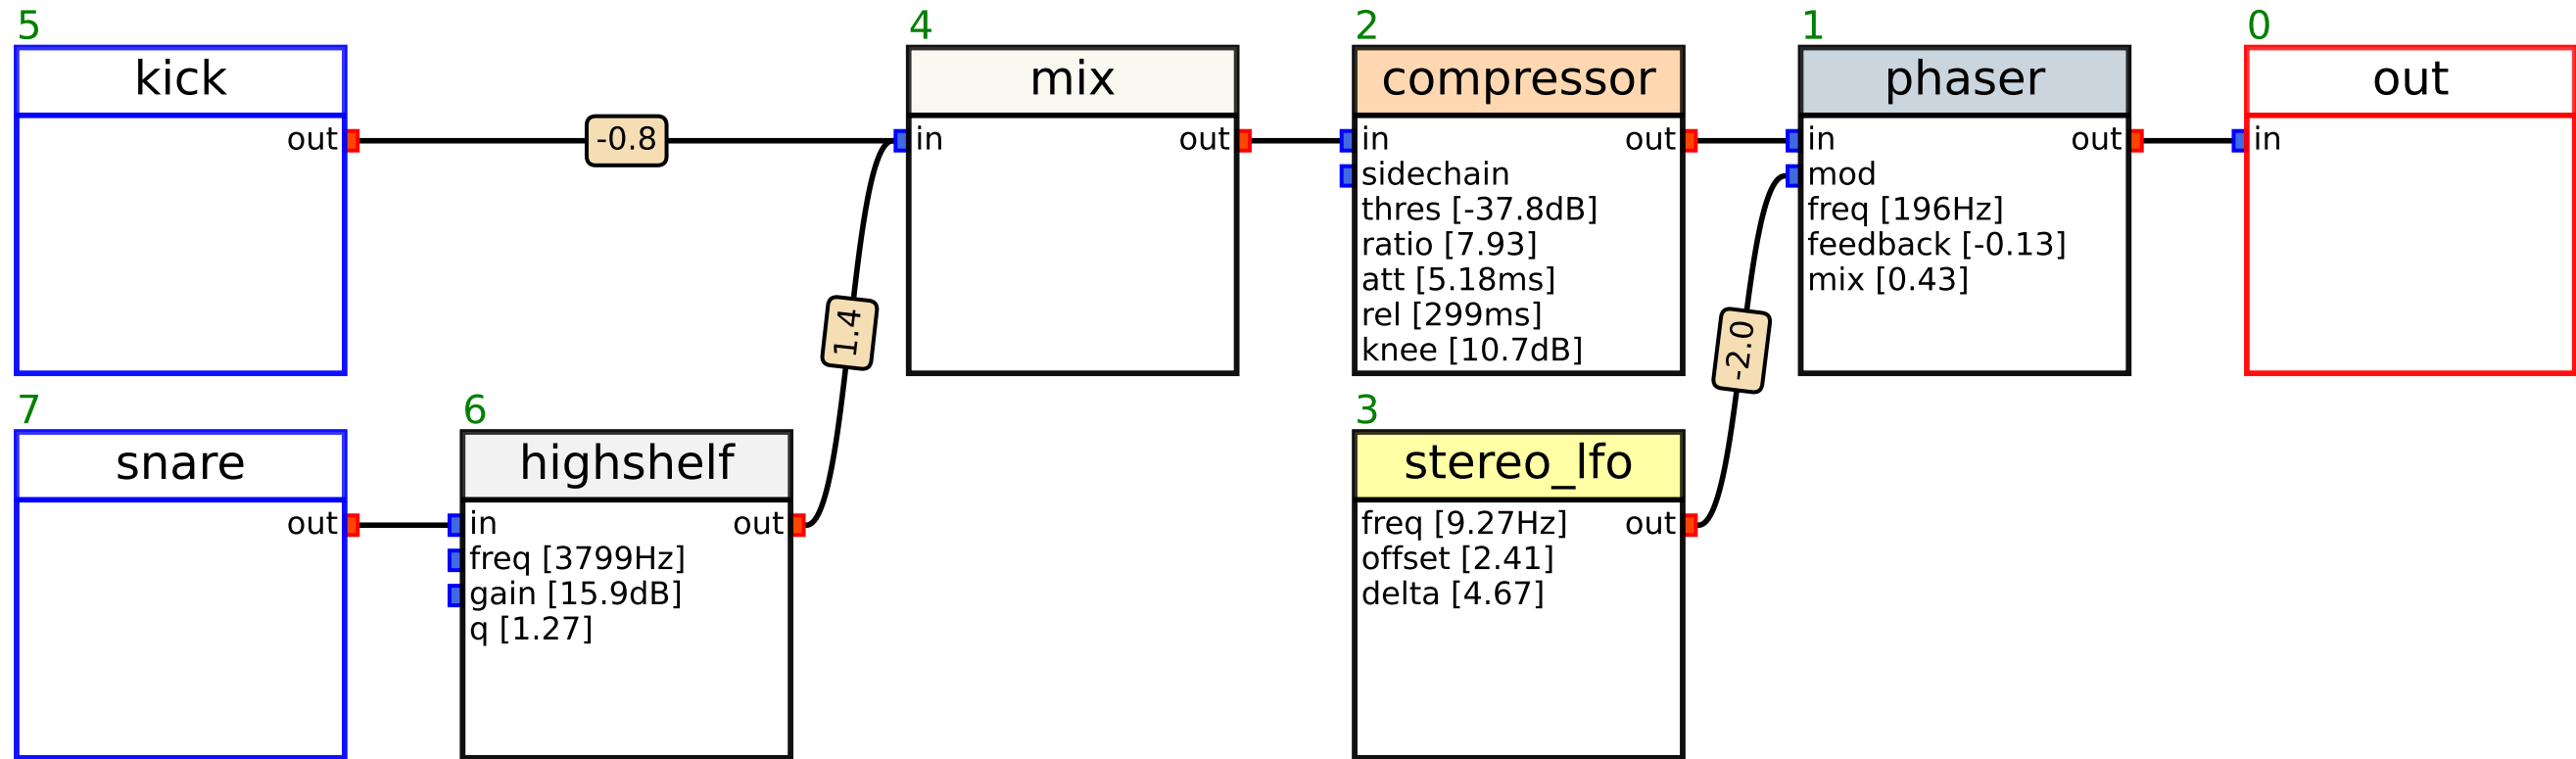 5
kick
out
-0.8
4
mix
in
out
2
compressor
in
out
sidechain
thres [-37.8dB]
ratio [7.93]
att [5.18ms]
rel [299ms]
knee [10.7dB]
1
phaser
in
out
mod
freq [196Hz]
feedback [-0.13]
mix [0.43]
0
out
in
7
snare
out
6
highshelf
in
out
freq [3799Hz]
gain [15.9dB]
q [1.27]
1.4
3
stereo_lfo
freq [9.27Hz]
out
offset [2.41]
delta [4.67]
-2.0